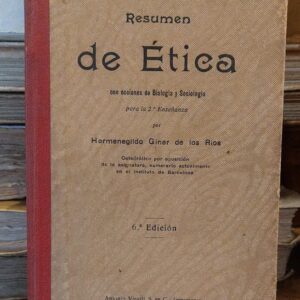 Resumen
de Ética
con nociones de Biología y Sociología
para la 2.ª Enseñanza
por
Hermenegildo Giner de los Ríos
Catedrático por oposición
de la asignatura, numerario actualmente
en el Instituto de Barcelona
6.ª Edición
Antonio